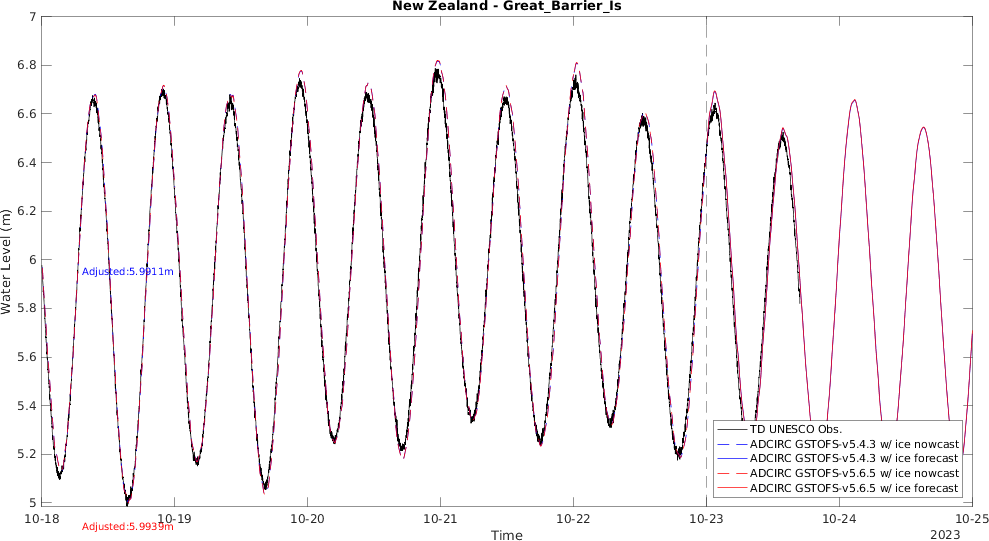 New Zealand - Great_Barrier_Is
7
6.8
6.6
6.4
6.2
6
5.8
5.6
5.4
5.2
5
Water Level (m)
Adjusted:5.9911m
Adjusted:5.9939m
TD UNESCO Obs.
ADCIRC GSTOFS-v5.4.3 w/ ice nowcast
ADCIRC GSTOFS-v5.4.3 w/ ice forecast
ADCIRC GSTOFS-v5.6.5 w/ ice nowcast
ADCIRC GSTOFS-v5.6.5 w/ ice forecast
10-18 10-19 10-20 10-21 10-22 10-23 10-24 10-25
Time
2023